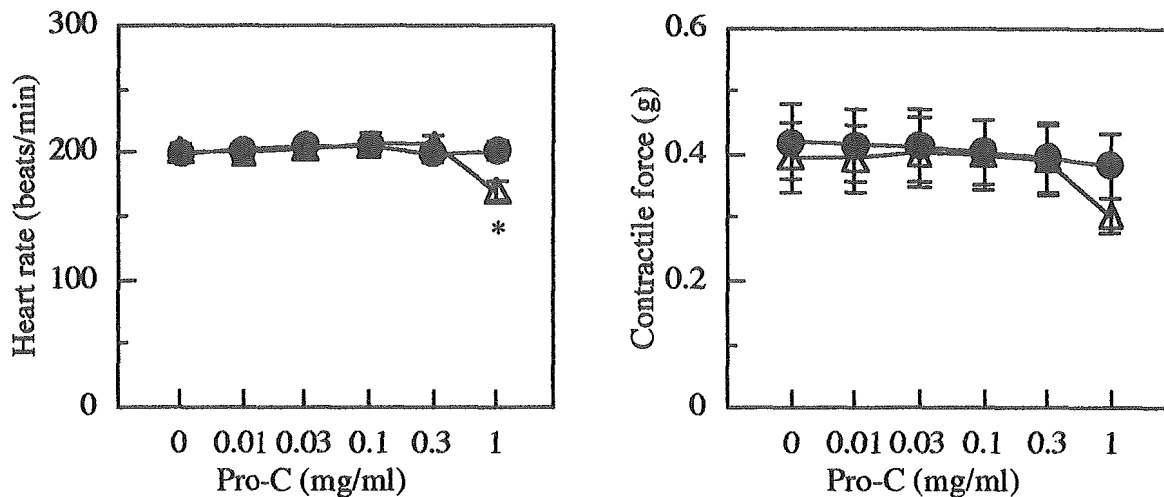 300
200
100
0
Heart rate (beats/min)
*
0 0.01 0.03 0.1 0.3 1
Pro-C (mg/ml)
0.6
0.4
0.2
0
Contractile force (g)
0 0.01 0.03 0.1 0.3 1
Pro-C (mg/ml)